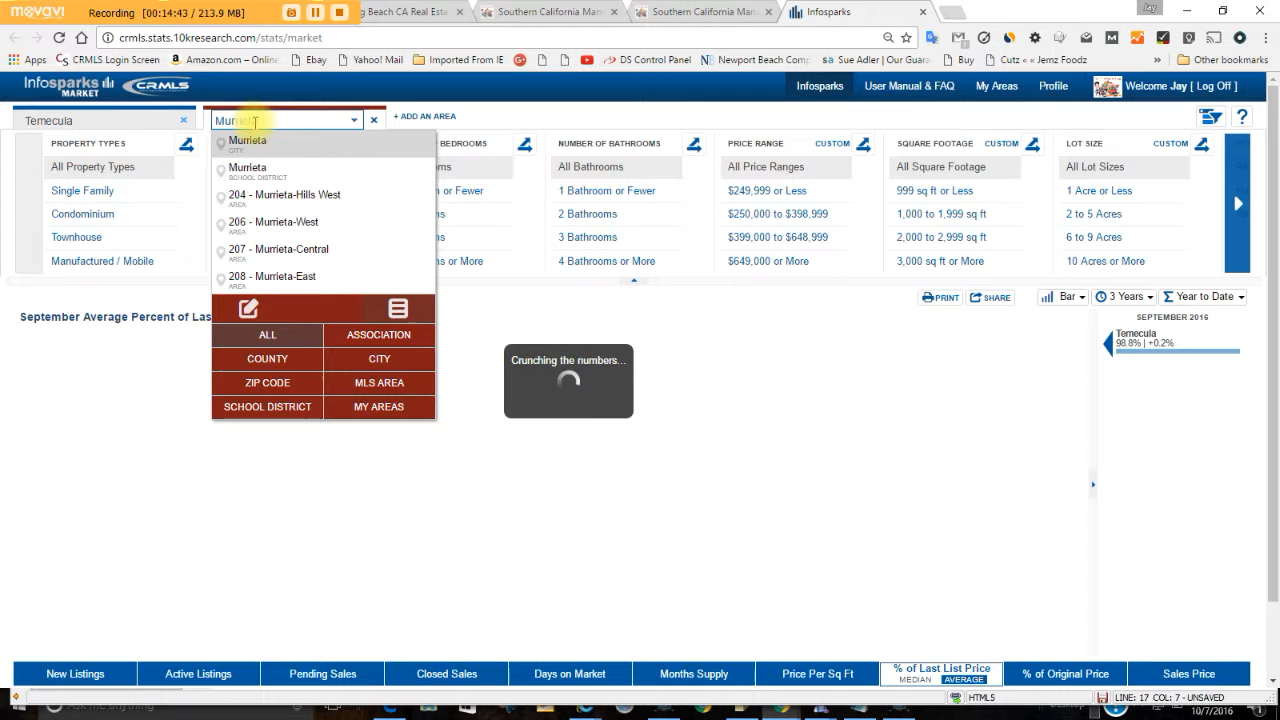 movavi
Recording (00:14:43 / 213.9 MB)
g Beach CA Real Estat
Southern California Mar
Southern California Mar
Infosparks
Jay
crmls.stats.10kresearch.com/stats/market
Apps
CRMLS Login Screen
Amazon.com - Online
Ebay
Yahoo! Mail
Imported From IE
DS Control Panel
Newport Beach Comp
Sue Adler | Our Guara
Buy
Cutz ‹‹ Jemz Foodz
»
Other bookmarks
Infosparks
MARKET
CRMLS
Infosparks
User Manual & FAQ
My Areas
Profile
Welcome Jay [ Log Off ]
Temecula
Murrieta
+ ADD AN AREA
?
PROPERTY TYPES
BEDROOMS
NUMBER OF BATHROOMS
PRICE RANGE
CUSTOM
SQUARE FOOTAGE
CUSTOM
LOT SIZE
CUSTOM
All Property Types
Murrieta
CITY
All Bathrooms
All Price Ranges
All Square Footage
All Lot Sizes
Single Family
Murrieta
SCHOOL DISTRICT
or Fewer
1 Bathroom or Fewer
$249,999 or Less
999 sq ft or Less
1 Acre or Less
Condominium
204 - Murrieta-Hills West
AREA
2 Bathrooms
$250,000 to $398,999
1,000 to 1,999 sq ft
2 to 5 Acres
Townhouse
206 - Murrieta-West
AREA
3 Bathrooms
$399,000 to $648,999
2,000 to 2,999 sq ft
6 to 9 Acres
Manufactured / Mobile
207 - Murrieta-Central
AREA
or More
4 Bathrooms or More
$649,000 or More
3,000 sq ft or More
10 Acres or More
208 - Murrieta-East
AREA
PRINT
SHARE
Bar
3 Years
Year to Date
September Average Percent of Las
SEPTEMBER 2016
Temecula
98.8% | +0.2%
ALL
ASSOCIATION
COUNTY
CITY
ZIP CODE
MLS AREA
SCHOOL DISTRICT
MY AREAS
Crunching the numbers...
New Listings
Active Listings
Pending Sales
Closed Sales
Days on Market
Months Supply
Price Per Sq Ft
% of Last List Price
MEDIAN
AVERAGE
% of Original Price
Sales Price
HTML5
LINE: 17 COL: 7 - UNSAVED
Ask me anything
Desktop
10/7/2016